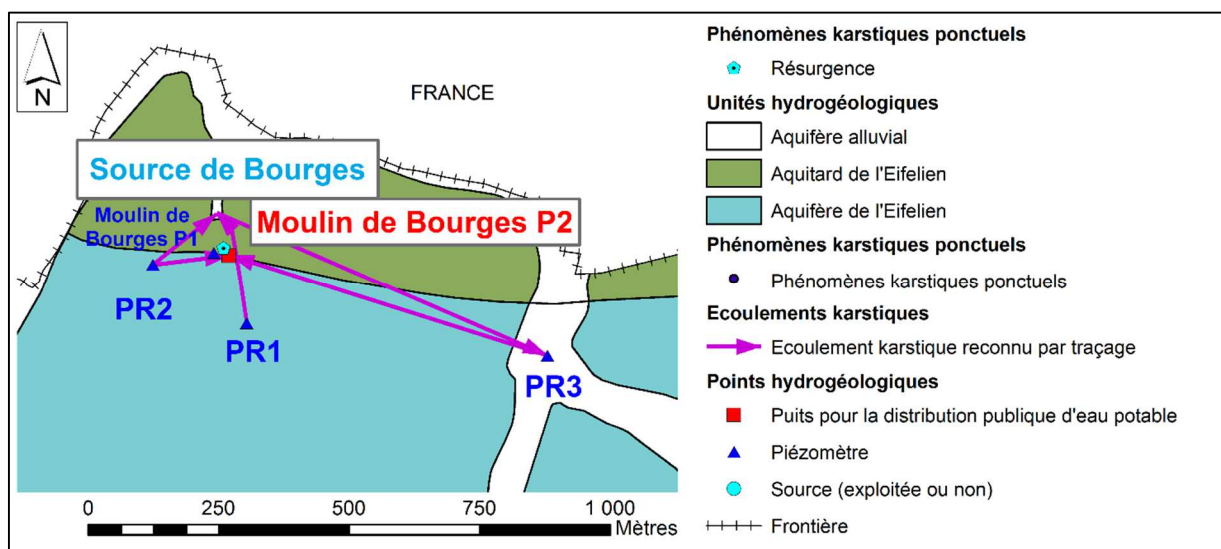 N
FRANCE
Source de Bourges
Moulin de
Bourges P1
Moulin de Bourges P2
PR2
PR1
PR3
0 250 500 750 1 000
Mètres
Phénomènes karstiques ponctuels
Résurgence
Unités hydrogéologiques
Aquifère alluvial
Aquitard de l'Eifelien
Aquifère de l'Eifelien
Phénomènes karstiques ponctuels
Phénomènes karstiques ponctuels
Ecoulements karstiques
Ecoulement karstique reconnu par traçage
Points hydrogéologiques
Puits pour la distribution publique d'eau potable
Piézomètre
Source (exploitée ou non)
Frontière